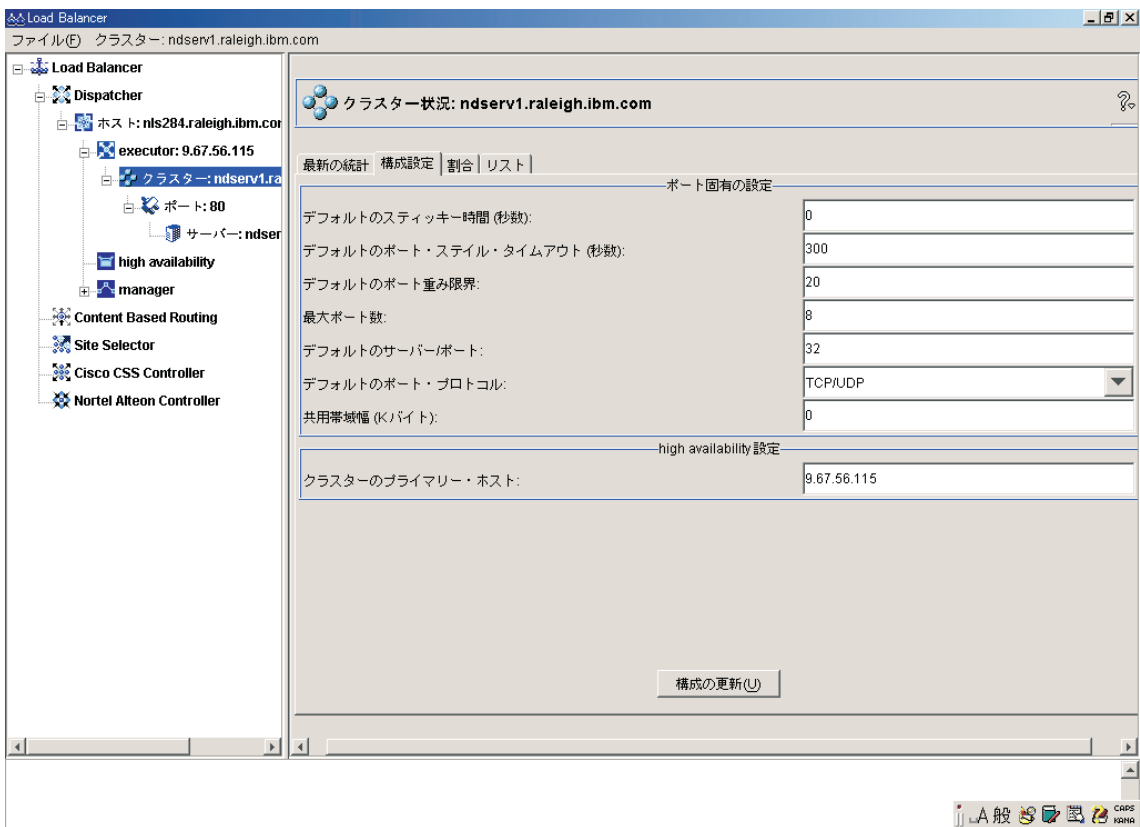 Load Balancer
ファイル(F) クラスター: ndserv1.raleigh.ibm.com
Load Balancer
Dispatcher
ホスト: nls284.raleigh.ibm.cor
executor: 9.67.56.115
クラスター: ndserv1.ra
ポート: 80
サーバー: ndser
high availability
manager
Content Based Routing
Site Selector
Cisco CSS Controller
Nortel Alteon Controller
クラスター状況: ndserv1.raleigh.ibm.com
?
最新の統計 構成設定 割合 リスト
ポート固有の設定
デフォルトのスティッキー時間 (秒数): 0
デフォルトのポート・ステイル・タイムアウト (秒数): 300
デフォルトのポート重み限界: 20
最大ポート数: 8
デフォルトのサーバー/ポート: 32
デフォルトのポート・プロトコル: TCP/UDP
共用帯域幅 (Kバイト): 0
high availability 設定
クラスターのプライマリー・ホスト: 9.67.56.115
構成の更新(U)
A 般 CAPS
KANA